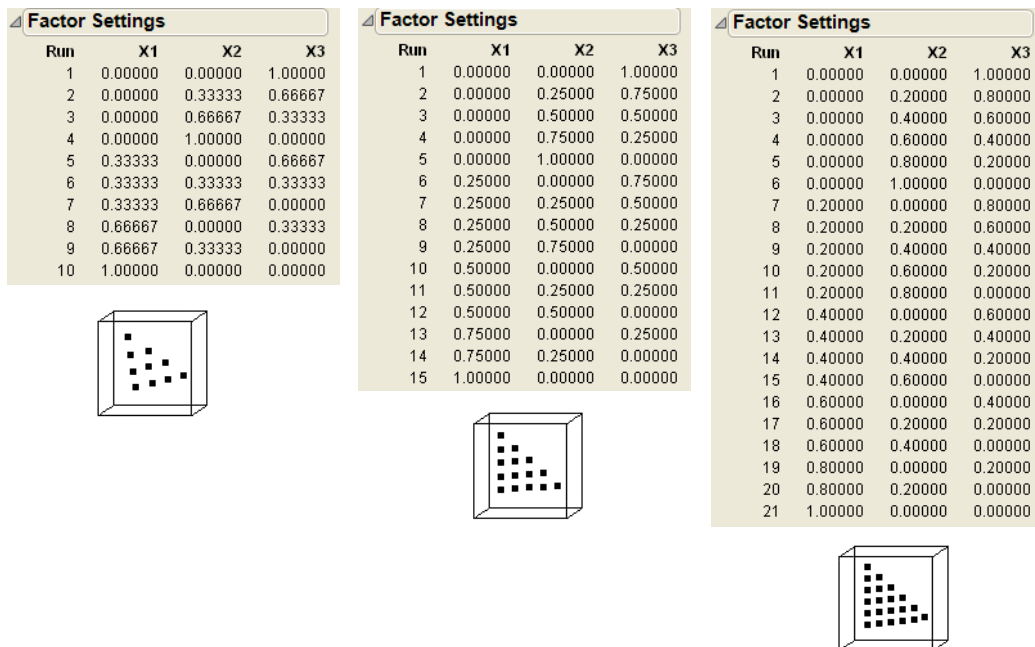 Factor Settings
Run X1 X2 X3
1 0.00000 0.00000 1.00000
2 0.00000 0.33333 0.66667
3 0.00000 0.66667 0.33333
4 0.00000 1.00000 0.00000
5 0.33333 0.00000 0.66667
6 0.33333 0.33333 0.33333
7 0.33333 0.66667 0.00000
8 0.66667 0.00000 0.33333
9 0.66667 0.33333 0.00000
10 1.00000 0.00000 0.00000
Factor Settings
Run X1 X2 X3
1 0.00000 0.00000 1.00000
2 0.00000 0.25000 0.75000
3 0.00000 0.50000 0.50000
4 0.00000 0.75000 0.25000
5 0.00000 1.00000 0.00000
6 0.25000 0.00000 0.75000
7 0.25000 0.25000 0.50000
8 0.25000 0.50000 0.25000
9 0.25000 0.75000 0.00000
10 0.50000 0.00000 0.50000
11 0.50000 0.25000 0.25000
12 0.50000 0.50000 0.00000
13 0.75000 0.00000 0.25000
14 0.75000 0.25000 0.00000
15 1.00000 0.00000 0.00000
Factor Settings
Run X1 X2 X3
1 0.00000 0.00000 1.00000
2 0.00000 0.20000 0.80000
3 0.00000 0.40000 0.60000
4 0.00000 0.60000 0.40000
5 0.00000 0.80000 0.20000
6 0.00000 1.00000 0.00000
7 0.20000 0.00000 0.80000
8 0.20000 0.20000 0.60000
9 0.20000 0.40000 0.40000
10 0.20000 0.60000 0.20000
11 0.20000 0.80000 0.00000
12 0.40000 0.00000 0.60000
13 0.40000 0.20000 0.40000
14 0.40000 0.40000 0.20000
15 0.40000 0.60000 0.00000
16 0.60000 0.00000 0.40000
17 0.60000 0.20000 0.20000
18 0.60000 0.40000 0.00000
19 0.80000 0.00000 0.20000
20 0.80000 0.20000 0.00000
21 1.00000 0.00000 0.00000